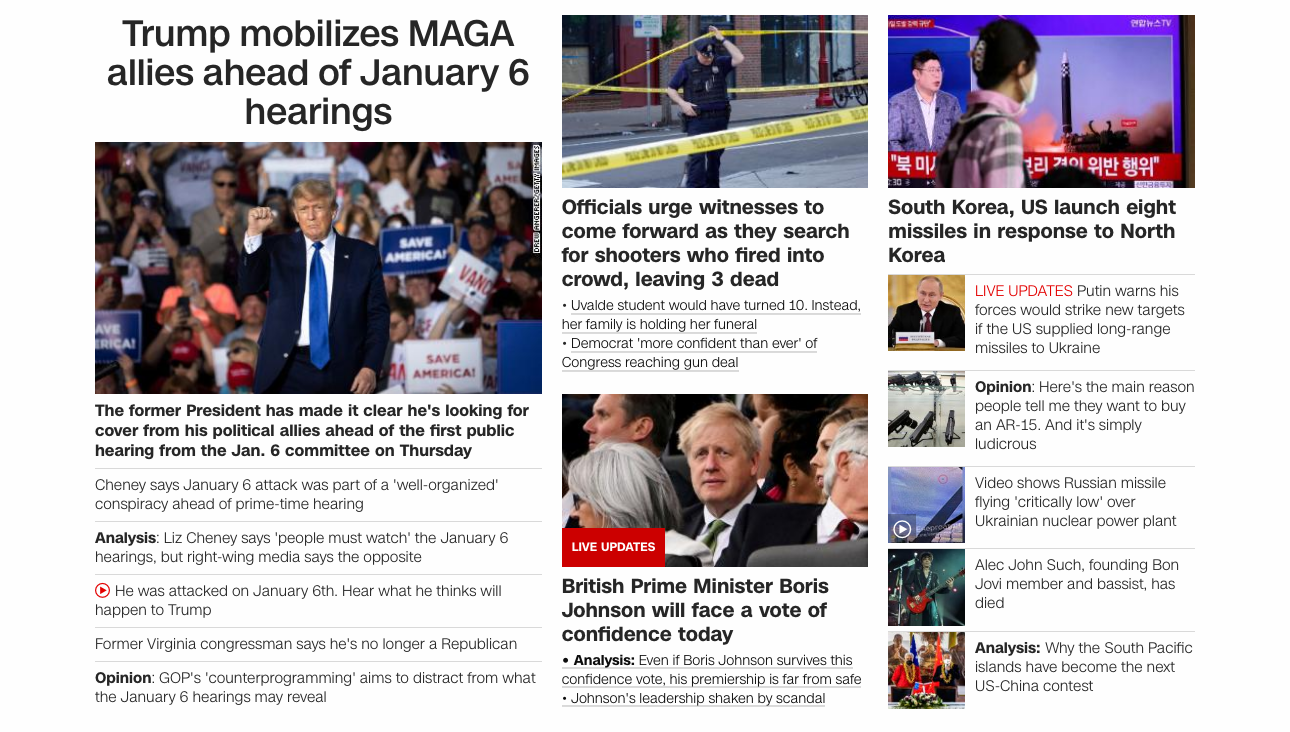 Trump mobilizes MAGA
allies ahead of January 6
hearings
VANCE
SAVE
AMERICA!
VANCE
SAVE
AMERICA!
SAVE
AMERICA!
DREW ANGERER/GETTY IMAGES
The former President has made it clear he's looking for
cover from his political allies ahead of the first public
hearing from the Jan. 6 committee on Thursday
Cheney says January 6 attack was part of a 'well-organized'
conspiracy ahead of prime-time hearing
Analysis: Liz Cheney says 'people must watch' the January 6
hearings, but right-wing media says the opposite
He was attacked on January 6th. Hear what he thinks will
happen to Trump
Former Virginia congressman says he's no longer a Republican
Opinion: GOP's 'counterprogramming' aims to distract from what
the January 6 hearings may reveal
Officials urge witnesses to
come forward as they search
for shooters who fired into
crowd, leaving 3 dead
• Uvalde student would have turned 10. Instead,
her family is holding her funeral
• Democrat 'more confident than ever' of
Congress reaching gun deal
LIVE UPDATES
British Prime Minister Boris
Johnson will face a vote of
confidence today
• Analysis: Even if Boris Johnson survives this
confidence vote, his premiership is far from safe
• Johnson's leadership shaken by scandal
연합뉴스TV
"북 미사
보리 결의 위반 행위"
South Korea, US launch eight
missiles in response to North
Korea
LIVE UPDATES Putin warns his
forces would strike new targets
if the US supplied long-range
missiles to Ukraine
Opinion: Here's the main reason
people tell me they want to buy
an AR-15. And it's simply
ludicrous
Video shows Russian missile
flying 'critically low' over
Ukrainian nuclear power plant
Alec John Such, founding Bon
Jovi member and bassist, has
died
Analysis: Why the South Pacific
islands have become the next
US-China contest